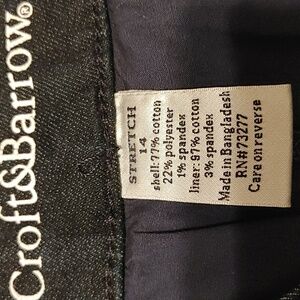 Croft&Barrow®
STRETCH
14
shell: 77% cotton
22% polyester
1% spandex
liner: 97% cotton
3% spandex
Made in Bangladesh
RA#73277
Care on reverse